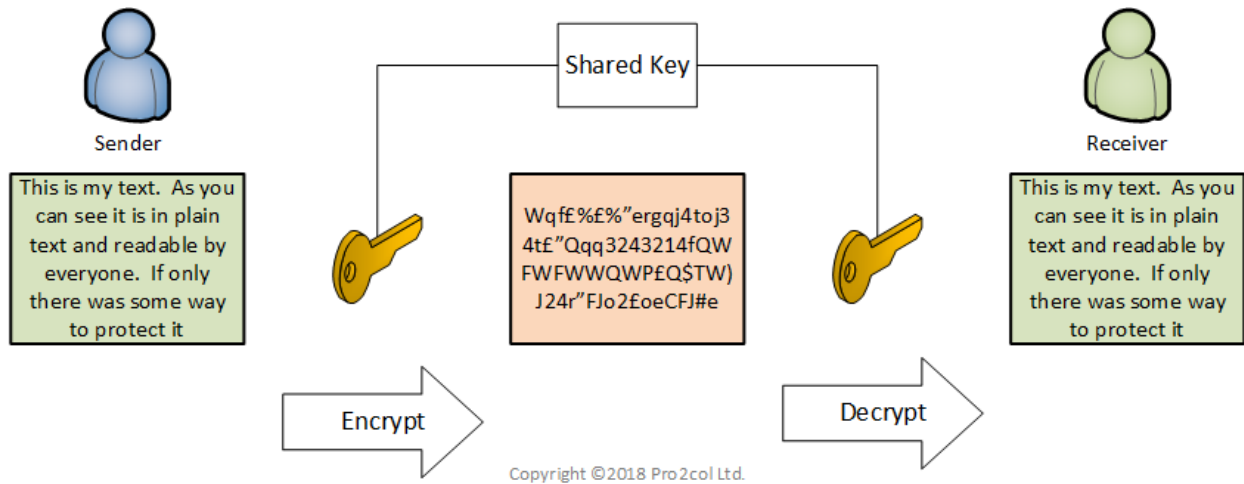 Shared Key
Sender
Receiver
This is my text.  As you
can see it is in plain
text and readable by
everyone.  If only
there was some way
to protect it
Wqf£%£%”ergqj4toj3
4t£”Qqq3243214fQW
FWFWWQWP£Q$TW)
J24r”FJo2£oeCFJ#e
This is my text.  As you
can see it is in plain
text and readable by
everyone.  If only
there was some way
to protect it
Encrypt
Decrypt
Copyright ©2018 Pro2col Ltd.